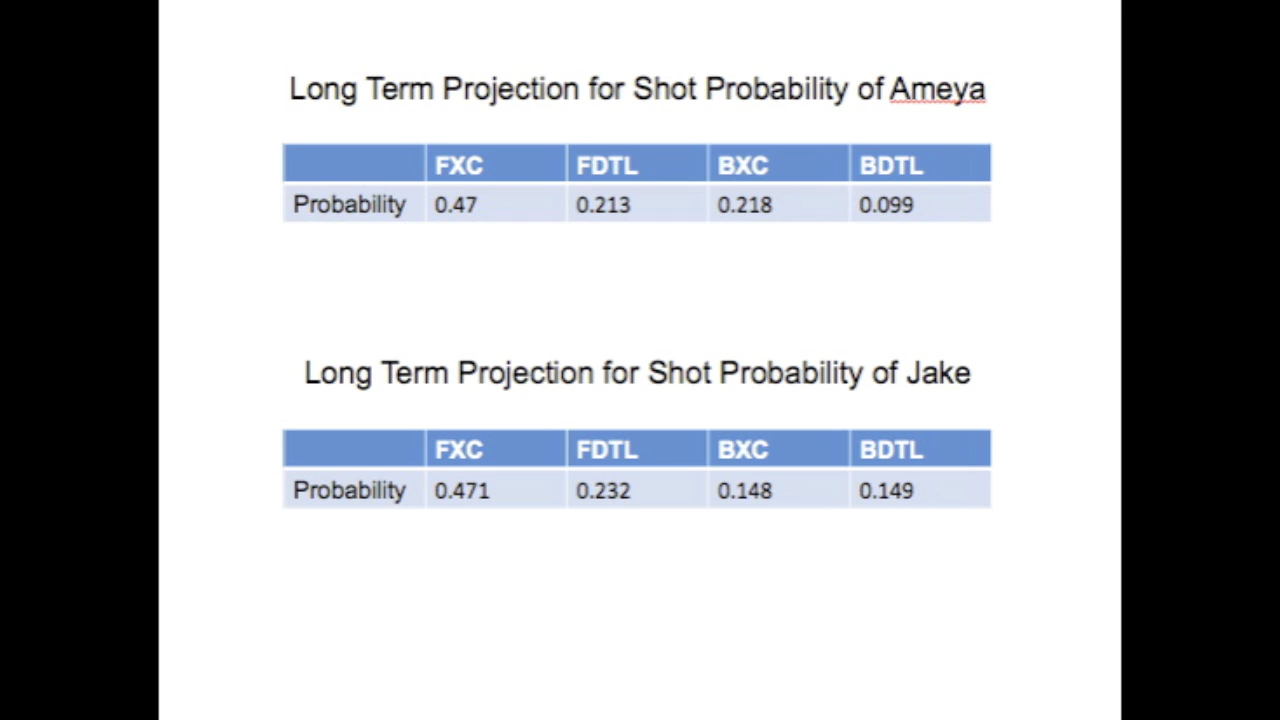 Long Term Projection for Shot Probability of Ameya
FXC FDTL BXC BDTL
Probability 0.47 0.213 0.218 0.099
Long Term Projection for Shot Probability of Jake
FXC FDTL BXC BDTL
Probability 0.471 0.232 0.148 0.149